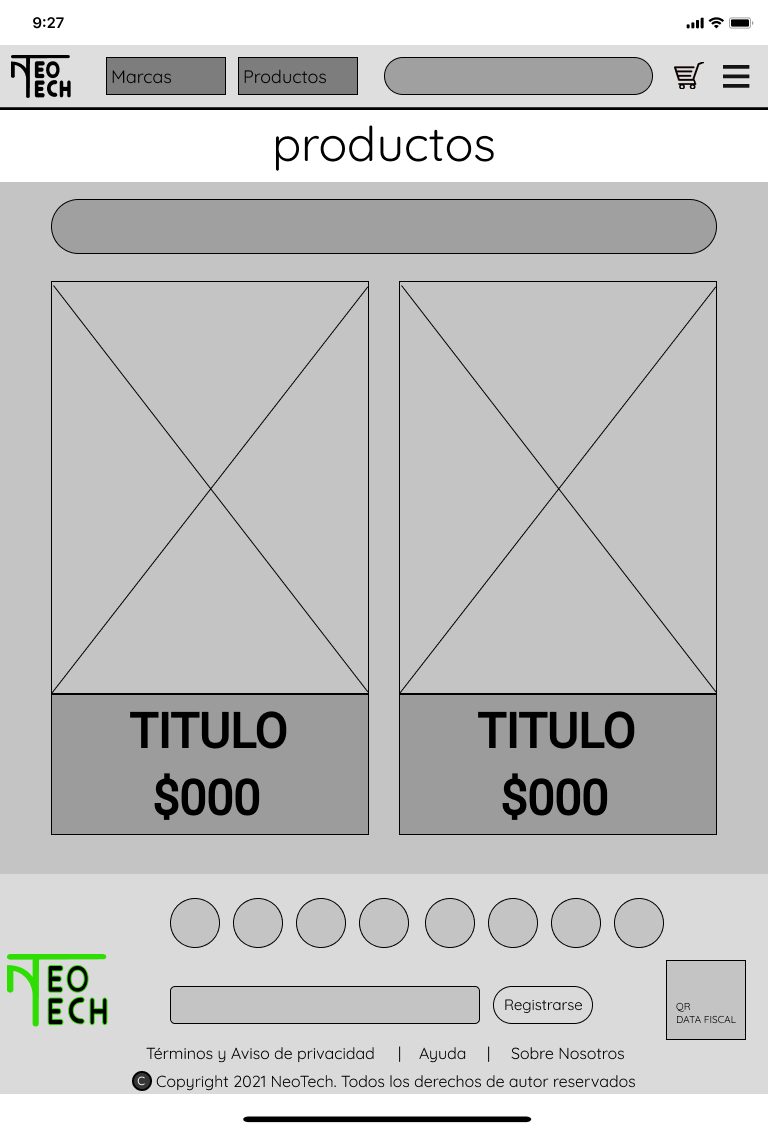 9:27
NEO
TECH
Marcas
Productos
productos
TITULO
$000
TITULO
$000
NEO
TECH
Registrarse
QR
DATA FISCAL
Términos y Aviso de privacidad | Ayuda | Sobre Nosotros
C Copyright 2021 NeoTech. Todos los derechos de autor reservados